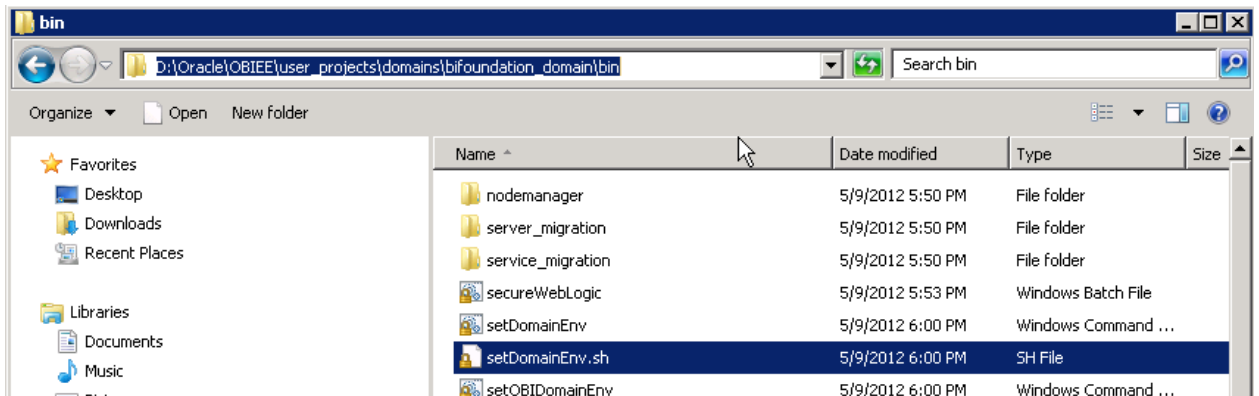 bin
D:\Oracle\OBIEE\user_projects\domains\bifoundation_domain\bin Search bin
Organize Open New folder
Name Date modified Type Size
Favorites
Desktop
Downloads
Recent Places
Libraries
Documents
Music
nodemanager 5/9/2012 5:50 PM File folder
server_migration 5/9/2012 5:50 PM File folder
service_migration 5/9/2012 5:50 PM File folder
secureWebLogic 5/9/2012 5:53 PM Windows Batch File
setDomainEnv 5/9/2012 6:00 PM Windows Command ...
setDomainEnv.sh 5/9/2012 6:00 PM SH File
setOBIDomainEnv 5/9/2012 6:00 PM Windows Command ...